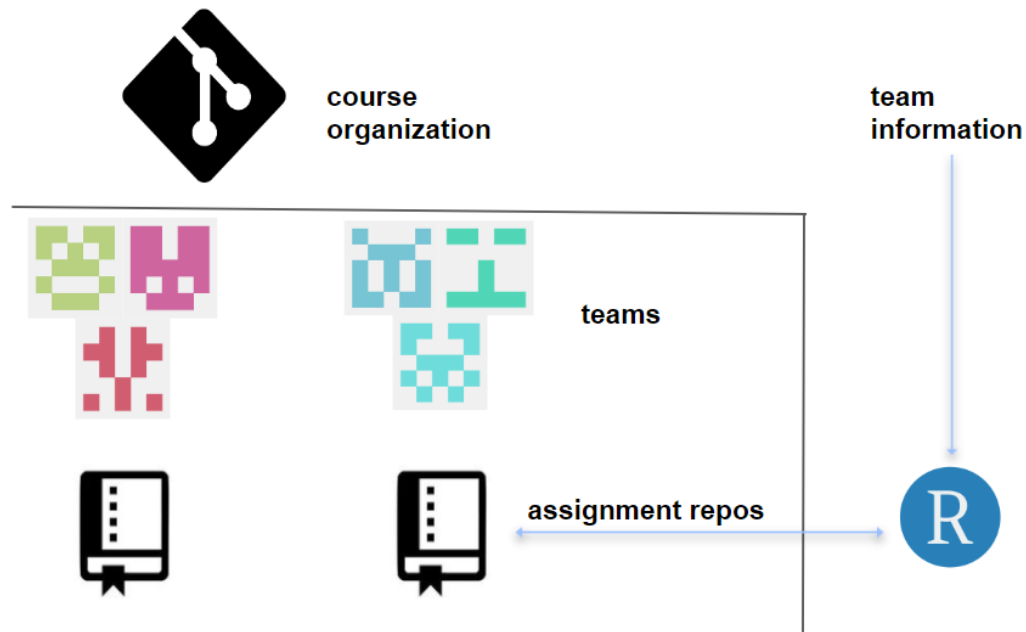 course
organization
team
information
teams
assignment repos
R